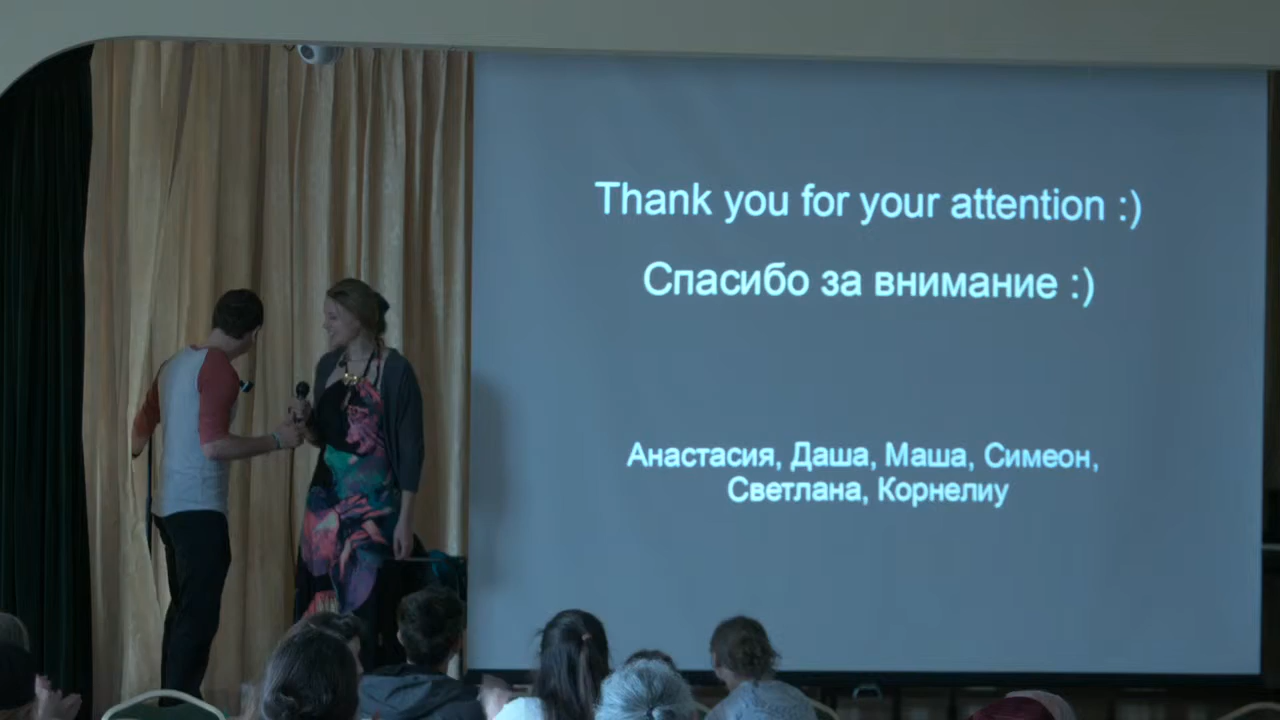 Thank you for your attention :)
Спасибо за внимание :)
Анастасия, Даша, Маша, Симеон,
Светлана, Корнелиу